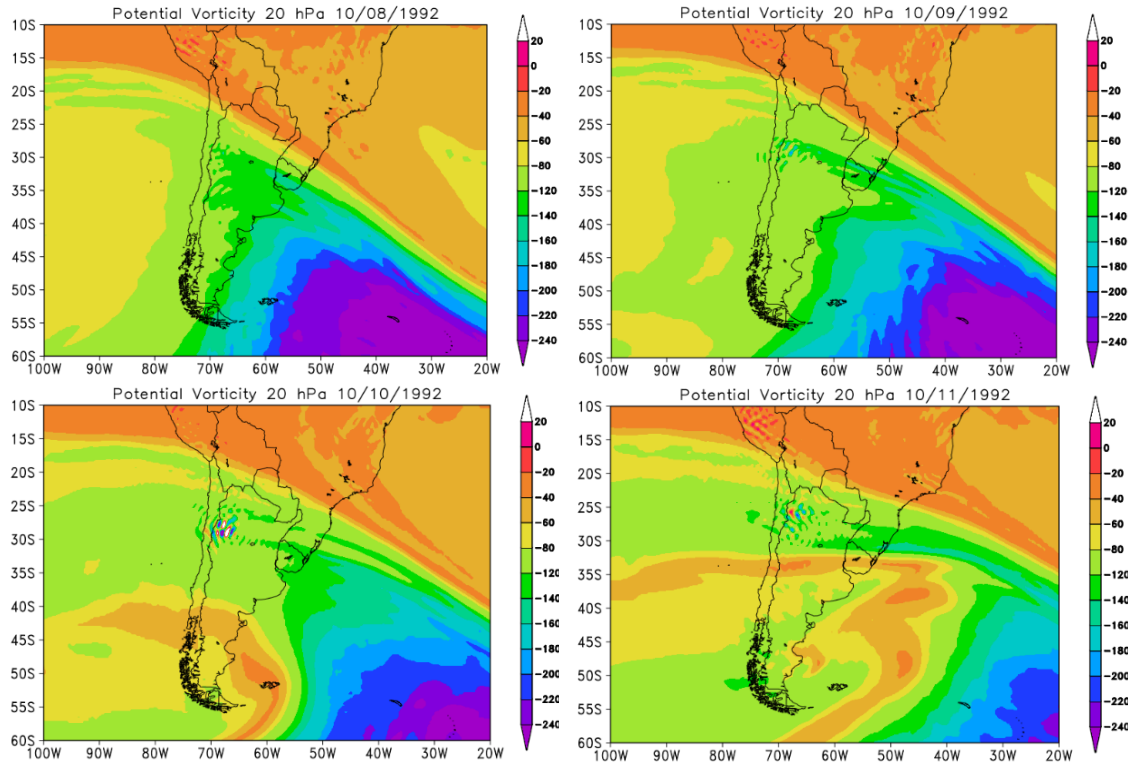 Potential Vorticity 20 hPa 10/08/1992
10S
15S
20S
25S
30S
35S
40S
45S
50S
55S
60S
100W 90W 80W 70W 60W 50W 40W 30W 20W
20
0
-20
-40
-60
-80
-120
-140
-160
-180
-200
-220
-240
Potential Vorticity 20 hPa 10/09/1992
10S
15S
20S
25S
30S
35S
40S
45S
50S
55S
60S
100W 90W 80W 70W 60W 50W 40W 30W 20W
20
0
-20
-40
-60
-80
-120
-140
-160
-180
-200
-220
-240
Potential Vorticity 20 hPa 10/10/1992
10S
15S
20S
25S
30S
35S
40S
45S
50S
55S
60S
100W 90W 80W 70W 60W 50W 40W 30W 20W
20
0
-20
-40
-60
-80
-120
-140
-160
-180
-200
-220
-240
Potential Vorticity 20 hPa 10/11/1992
10S
15S
20S
25S
30S
35S
40S
45S
50S
55S
60S
100W 90W 80W 70W 60W 50W 40W 30W 20W
20
0
-20
-40
-60
-80
-120
-140
-160
-180
-200
-220
-240